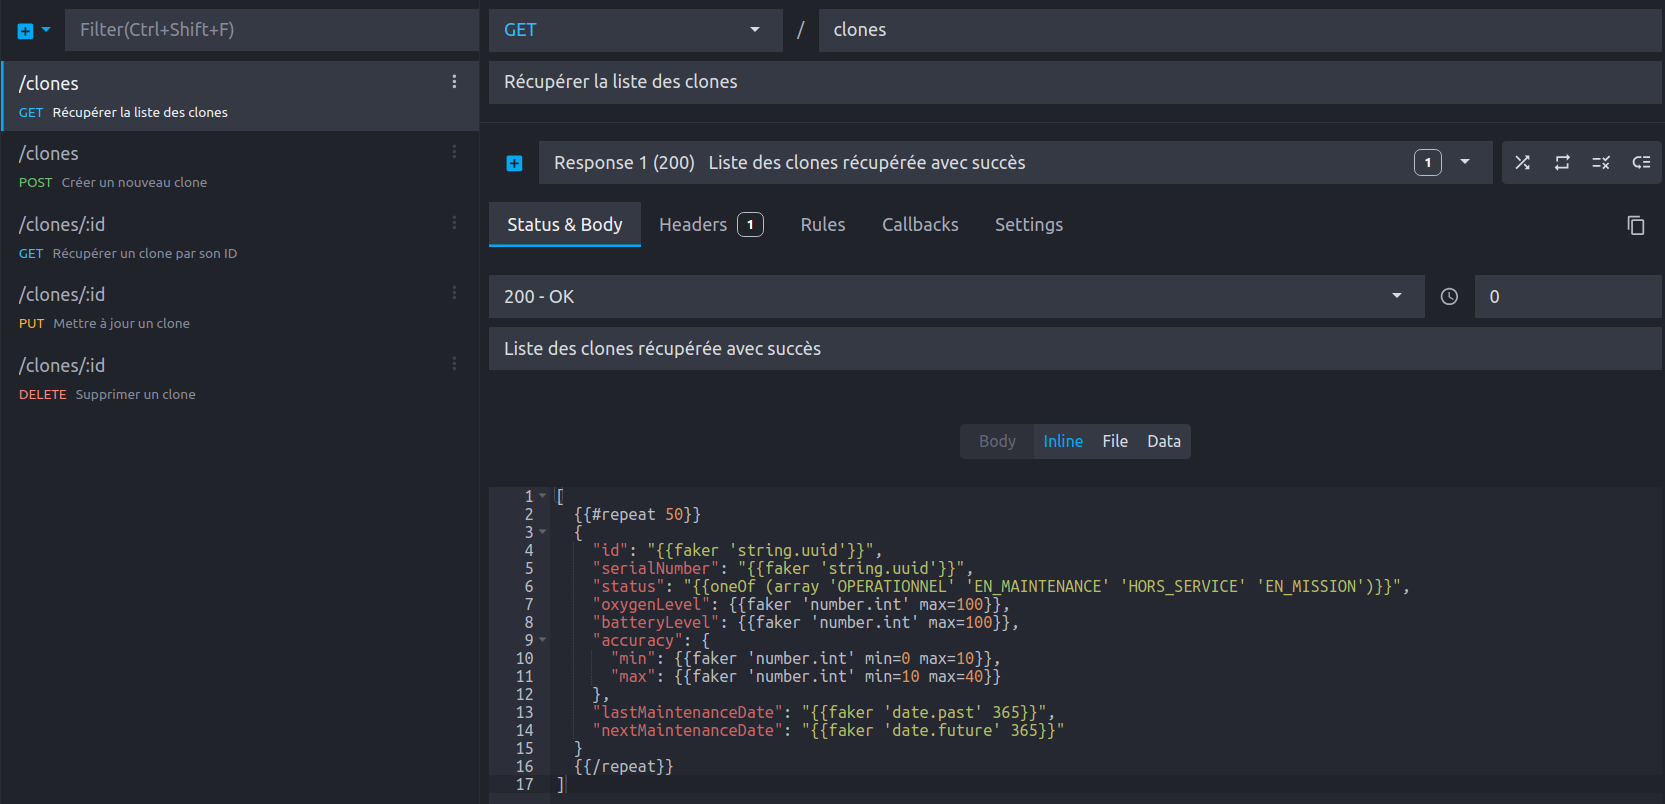 Filter(Ctrl+Shift+F)
/clones
GET Récupérer la liste des clones
/clones
POST Créer un nouveau clone
/clones/:id
GET Récupérer un clone par son ID
/clones/:id
PUT Mettre à jour un clone
/clones/:id
DELETE Supprimer un clone
GET / clones
Récupérer la liste des clones
Response 1 (200) Liste des clones récupérée avec succès 1
Status & Body Headers 1 Rules Callbacks Settings
200 - OK 0
Liste des clones récupérée avec succès
Body Inline File Data
1 [
2 {{#repeat 50}}
3 {
4 "id": "{{faker 'string.uuid'}}",
5 "serialNumber": "{{faker 'string.uuid'}}",
6 "status": "{{oneOf (array 'OPERATIONNEL' 'EN_MAINTENANCE' 'HORS_SERVICE' 'EN_MISSION')}}",
7 "oxygenLevel": {{faker 'number.int' max=100}},
8 "batteryLevel": {{faker 'number.int' max=100}},
9 "accuracy": {
10 "min": {{faker 'number.int' min=0 max=10}},
11 "max": {{faker 'number.int' min=10 max=40}}
12 },
13 "lastMaintenanceDate": "{{faker 'date.past' 365}}",
14 "nextMaintenanceDate": "{{faker 'date.future' 365}}"
15 }
16 {{/repeat}}
17 ]